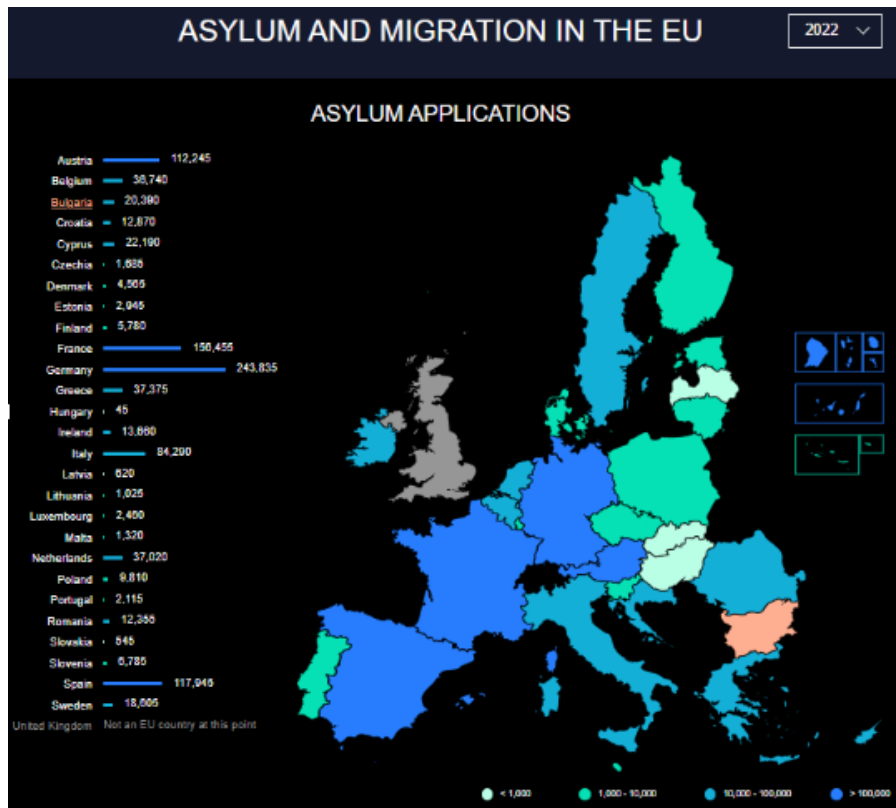 ASYLUM AND MIGRATION IN THE EU
2022
ASYLUM APPLICATIONS
Austria 112,245
Belgium 36,740
Bulgaria 20,390
Croatia 12,870
Cyprus 22,190
Czechia 1,685
Denmark 4,565
Estonia 2,945
Finland 5,780
France 156,455
Germany 243,835
Greece 37,375
Hungary 45
Ireland 13,660
Italy 84,290
Latvia 620
Lithuania 1,025
Luxembourg 2,460
Malta 1,320
Netherlands 37,020
Poland 9,810
Portugal 2,115
Romania 12,355
Slovakia 545
Slovenia 6,785
Spain 117,945
Sweden 18,605
United Kingdom Not an EU country at this point
< 1,000 1,000 - 10,000 10,000 - 100,000 > 100,000